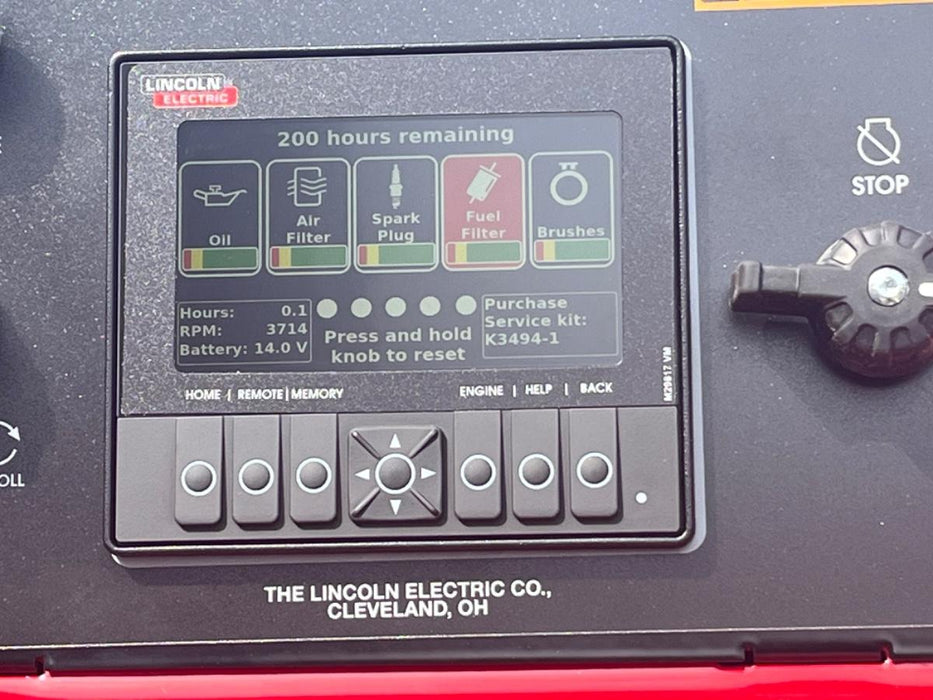 LINCOLN
ELECTRIC
200 hours remaining
Oil
Air
Filter
Spark
Plug
Fuel
Filter
Brushes
Hours: 0.1
RPM: 3714
Battery: 14.0 V
Press and hold
knob to reset
Purchase
Service kit:
K3494-1
HOME | REMOTE | MEMORY
ENGINE | HELP | BACK
M29817 VM
STOP
OLL
THE LINCOLN ELECTRIC CO.,
CLEVELAND, OH